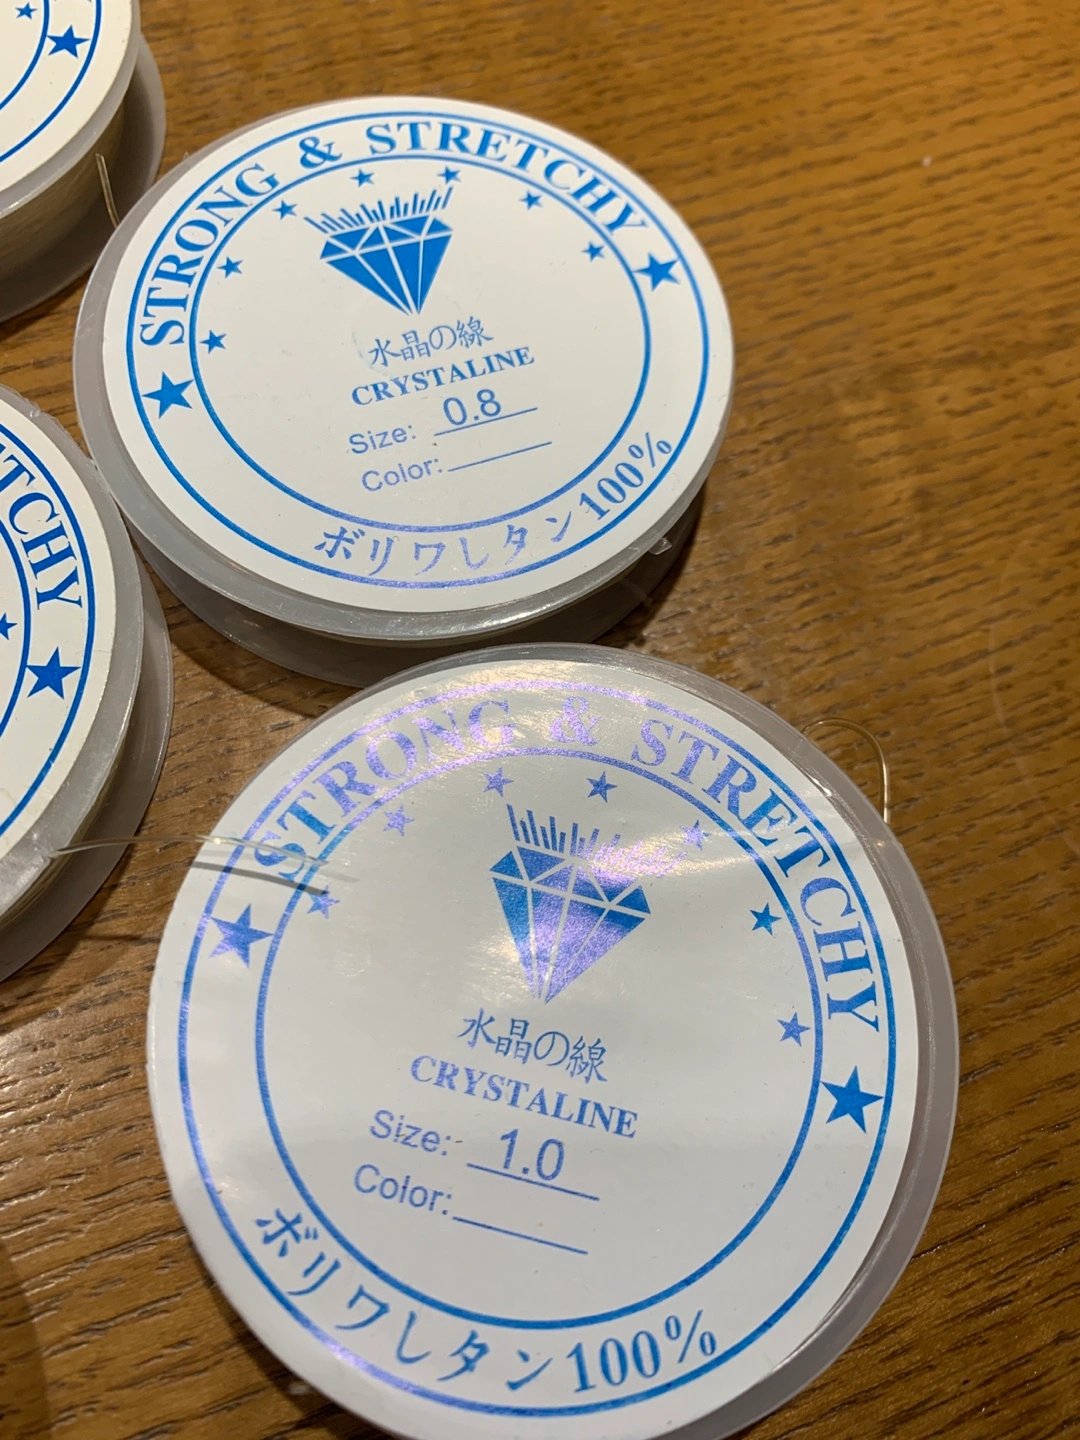 STRONG & STRETCHY
水晶の線
CRYSTALINE
Size: 0.8
Color:
ボリワレタン100%
TCHY
STRONG & STRETCHY
水晶の線
CRYSTALINE
Size: 1.0
Color:
ボリワレタン100%